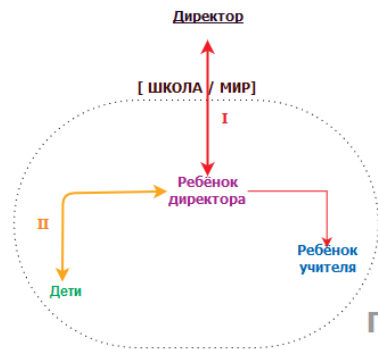 Директор
[ ШКОЛА / МИР]
I
Ребёнок
директора
II
Ребёнок
учителя
Дети